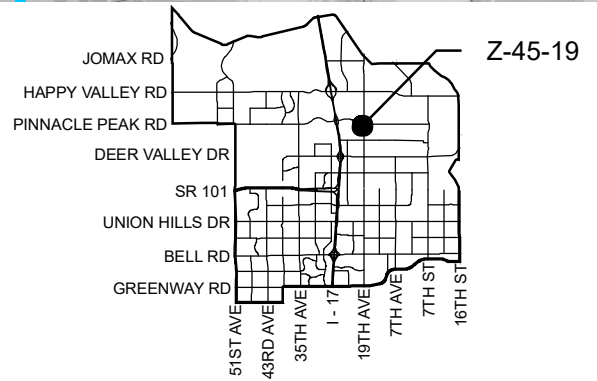 JOMAX RD
Z-45-19
HAPPY VALLEY RD
PINNACLE PEAK RD
DEER VALLEY DR
SR 101
UNION HILLS DR
BELL RD
GREENWAY RD
51ST AVE
43RD AVE
35TH AVE
I - 17
19TH AVE
7TH AVE
7TH ST
16TH ST